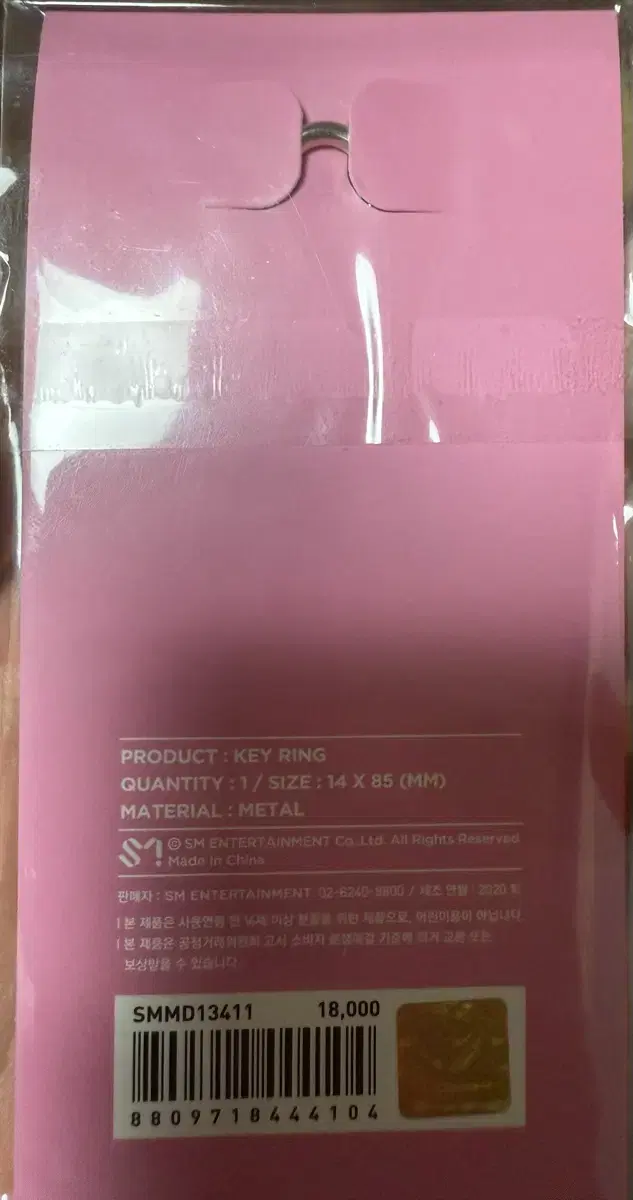 PRODUCT : KEY RING
QUANTITY : 1 / SIZE : 14 X 85 (MM)
MATERIAL : METAL
SM
© SM ENTERTAINMENT Co.,Ltd. All Rights Reserved
Made In China
판매자 : SM ENTERTAINMENT 02-6240-9800 / 제조 연월 : 2020
본 제품은 사용연령 만 14세 이상 분들을 위한 제품으로, 어린이용이 아닙니다
본 제품은 공정거래위원회 고시 소비자 분쟁해결 기준에 의거 교환 또는
보상받을 수 있습니다
SMMD13411 18,000
8809718444104